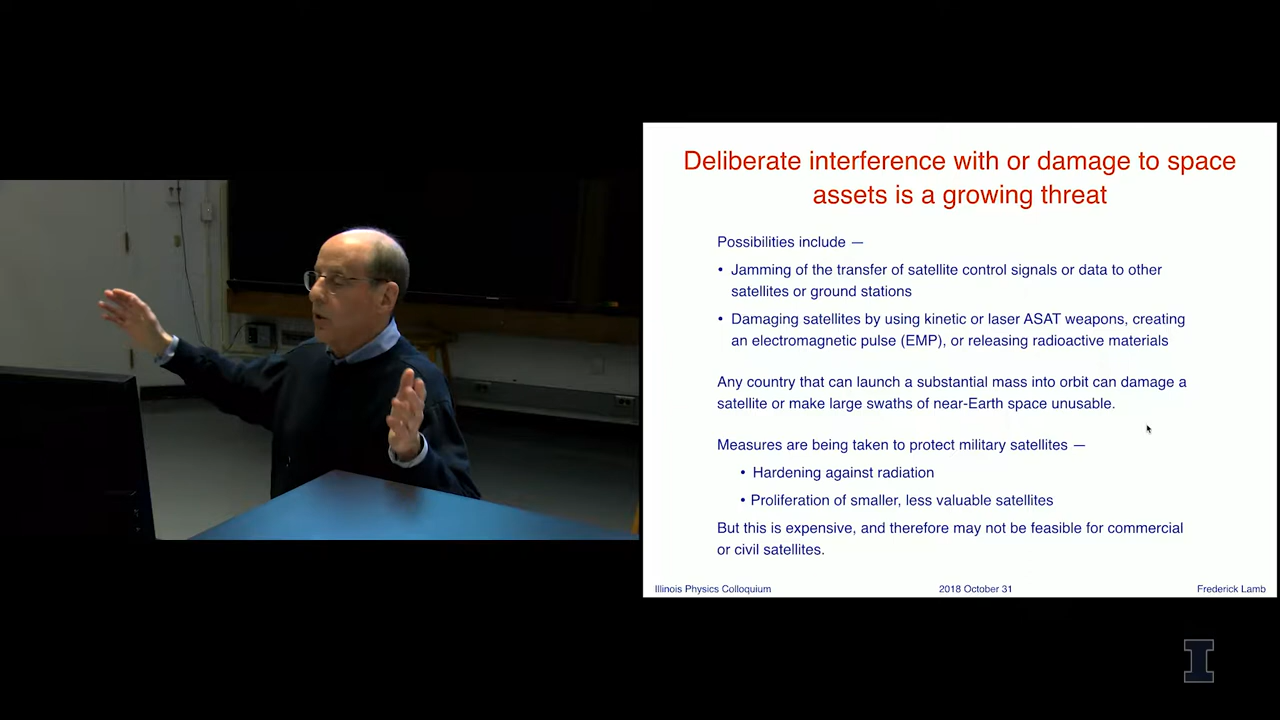 Deliberate interference with or damage to space
assets is a growing threat
Possibilities include —
• Jamming of the transfer of satellite control signals or data to other
satellites or ground stations
• Damaging satellites by using kinetic or laser ASAT weapons, creating
an electromagnetic pulse (EMP), or releasing radioactive materials
Any country that can launch a substantial mass into orbit can damage a
satellite or make large swaths of near-Earth space unusable.
Measures are being taken to protect military satellites —
• Hardening against radiation
• Proliferation of smaller, less valuable satellites
But this is expensive, and therefore may not be feasible for commercial
or civil satellites.
Illinois Physics Colloquium 2018 October 31 Frederick Lamb
I